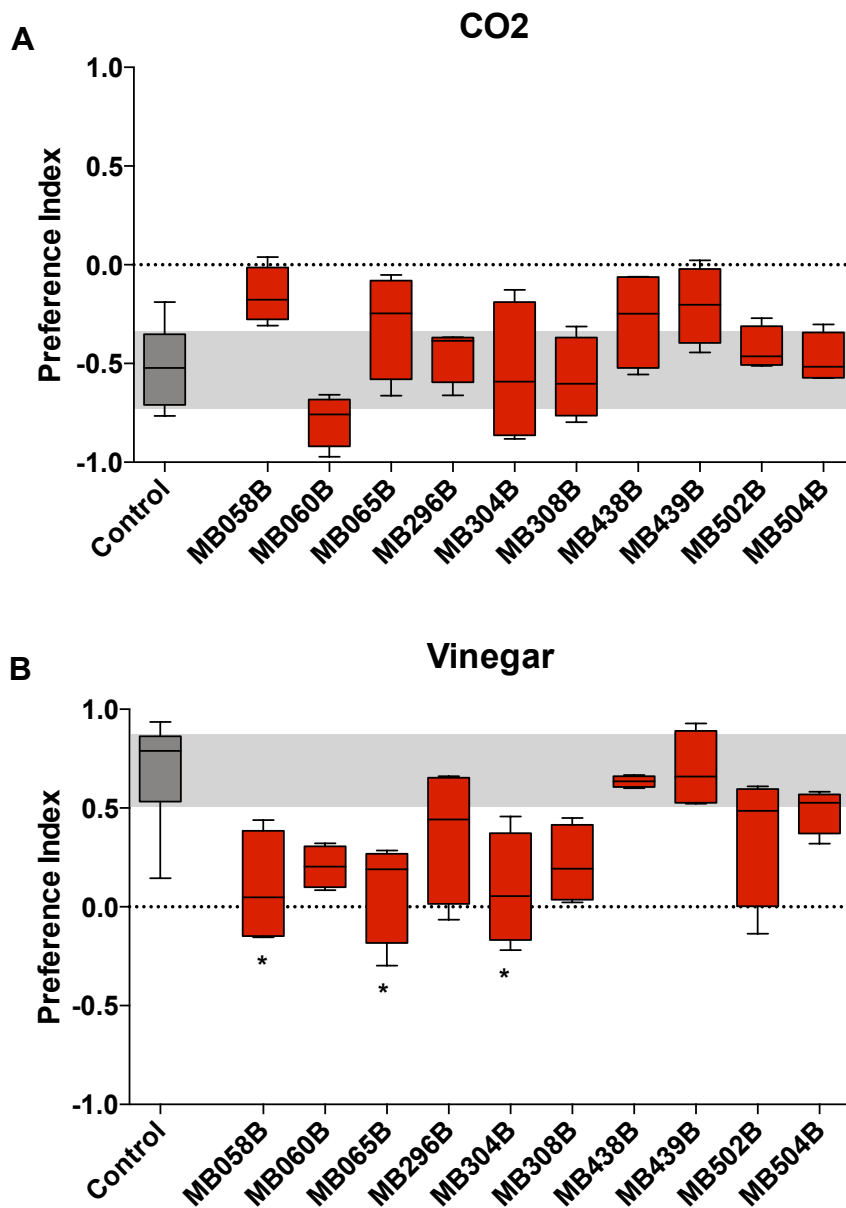 A
CO2
Preference Index
1.0
0.5
0.0
-0.5
-1.0
Control
MB058B
MB060B
MB065B
MB296B
MB304B
MB308B
MB438B
MB439B
MB502B
MB504B
B
Vinegar
Preference Index
1.0
0.5
0.0
-0.5
-1.0
*
*
*
Control
MB058B
MB060B
MB065B
MB296B
MB304B
MB308B
MB438B
MB439B
MB502B
MB504B